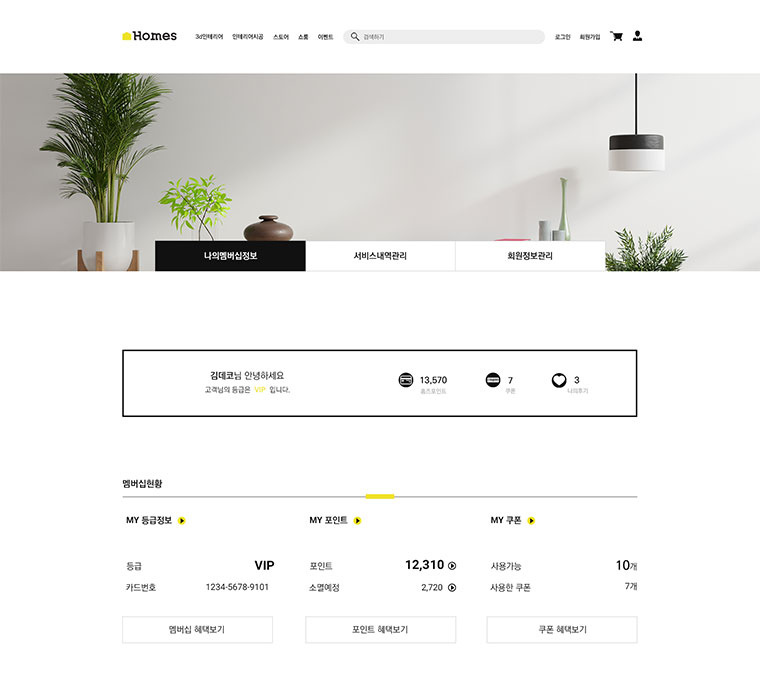 Homes
3d인테리어 인테리어시공 스토어 쇼룸 이벤트 검색하기 로그인 회원가입
나의멤버십정보 서비스내역관리 회원정보관리
김데코님 안녕하세요
고객님의 등급은 VIP 입니다.
13,570
홈즈포인트
7
쿠폰
3
나의후기
멤버십현황
MY 등급정보
등급 VIP
카드번호 1234-5678-9101
멤버십 혜택보기
MY 포인트
포인트 12,310
소멸예정 2,720
포인트 혜택보기
MY 쿠폰
사용가능 10개
사용한 쿠폰 7개
쿠폰 혜택보기